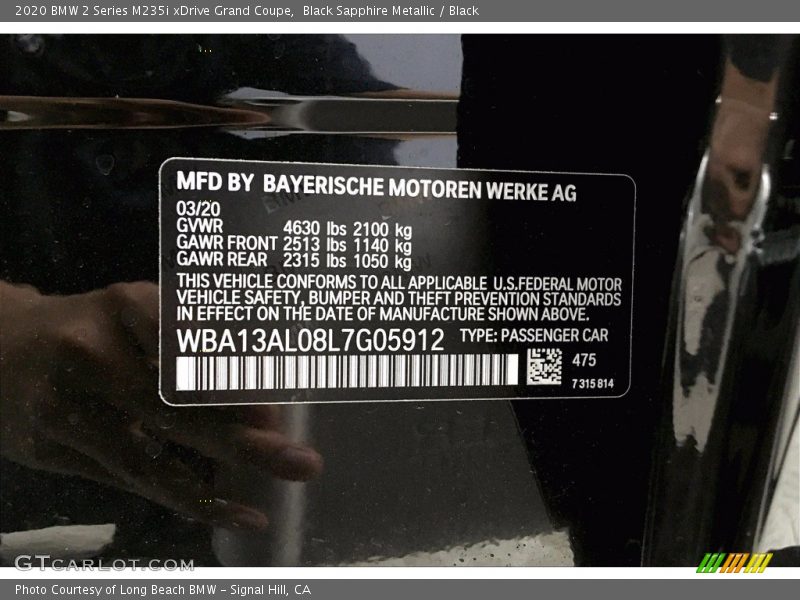 2020 BMW 2 Series M235i xDrive Grand Coupe,  Black Sapphire Metallic / Black
MFD BY BAYERISCHE MOTOREN WERKE AG
03/20
GVWR 4630 lbs 2100 kg
GAWR FRONT 2513 lbs 1140 kg
GAWR REAR 2315 lbs 1050 kg
THIS VEHICLE CONFORMS TO ALL APPLICABLE U.S.FEDERAL MOTOR
VEHICLE SAFETY, BUMPER AND THEFT PREVENTION STANDARDS
IN EFFECT ON THE DATE OF MANUFACTURE SHOWN ABOVE.
WBA13AL08L7G05912 TYPE: PASSENGER CAR
475
7 315 814
GTCARLOT.COM
Photo Courtesy of Long Beach BMW - Signal Hill, CA